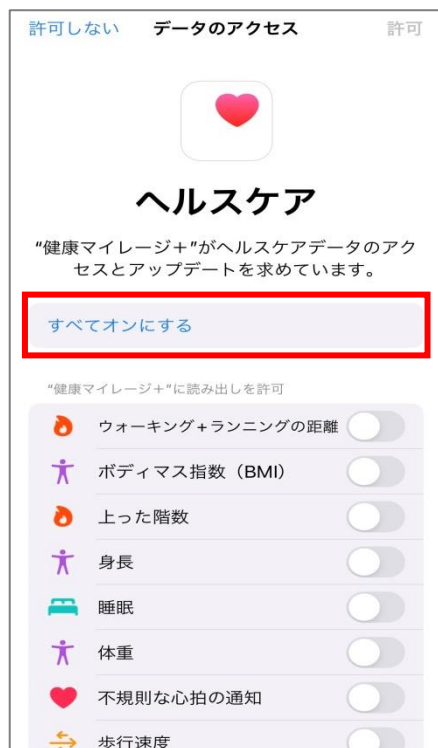 許可しない データのアクセス 許可
ヘルスケア
“健康マイレージ+”がヘルスケアデータのアク
セスとアップデートを求めています。
すべてオンにする
“健康マイレージ+”に読み出しを許可
ウォーキング+ランニングの距離
ボディマス指数（BMI）
上った階数
身長
睡眠
体重
不規則な心拍の通知
歩行速度